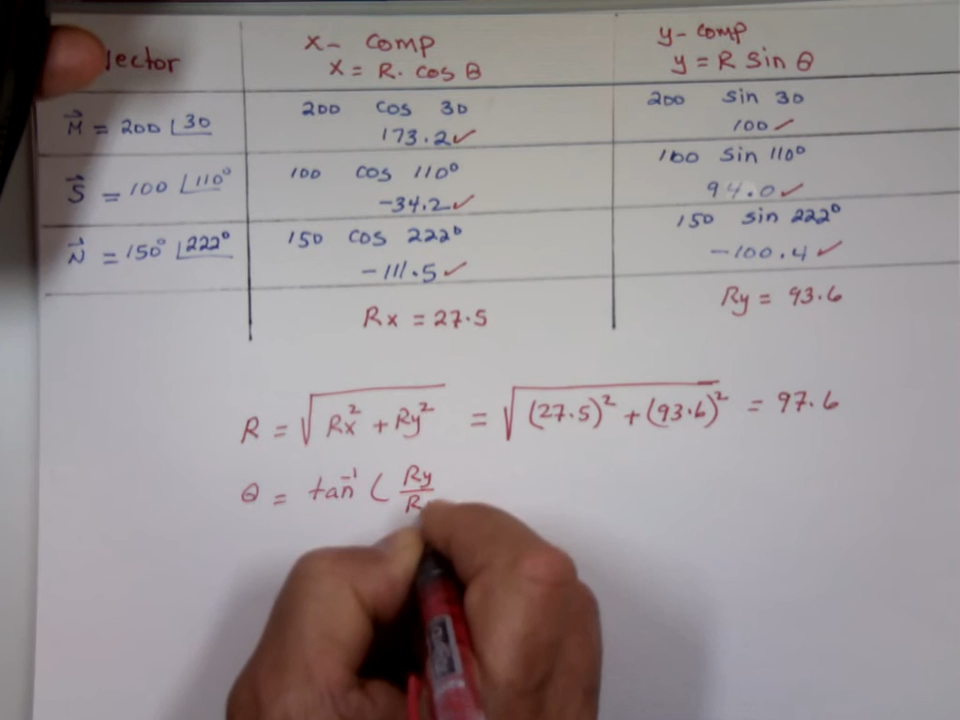 Vector x- comp y- comp
x = R. cos θ y = R sin θ
M⃗ = 200 ∠30 200 cos 30 200 sin 30
173.2 ✓ 100 ✓
S⃗ = 100 ∠110° 100 cos 110° 100 sin 110°
-34.2 ✓ 94.0 ✓
N⃗ = 150° ∠222° 150 cos 222° 150 sin 222°
-111.5 ✓ -100.4 ✓
Rx = 27.5 Ry = 93.6
R = √(Rx² + Ry²) = √((27.5)² + (93.6)²) = 97.6
θ = tan⁻¹ ( Ry
R